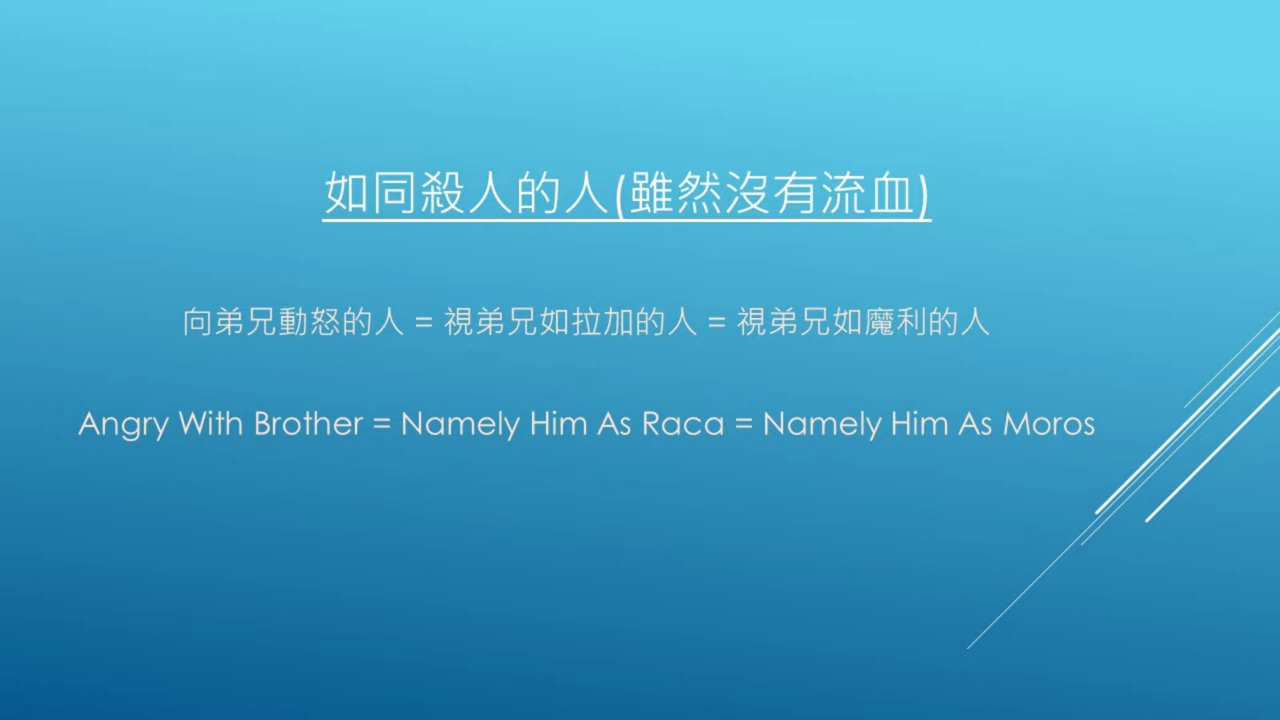 如同殺人的人(雖然沒有流血)
向弟兄動怒的人 = 視弟兄如拉加的人 = 視弟兄如魔利的人
Angry With Brother = Namely Him As Raca = Namely Him As Moros